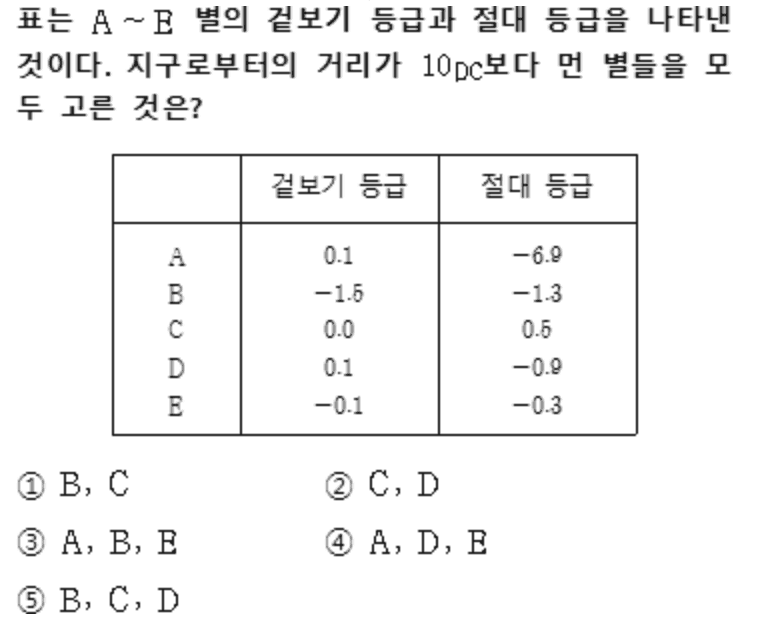 표는 A ~ E 별의 겉보기 등급과 절대 등급을 나타낸
것이다. 지구로부터의 거리가 10pc보다 먼 별들을 모
두 고른 것은?
겉보기 등급 절대 등급
A 0.1 −6.9
B −1.5 −1.3
C 0.0 0.5
D 0.1 −0.9
E −0.1 −0.3
① B, C ② C, D
③ A, B, E ④ A, D, E
⑤ B, C, D